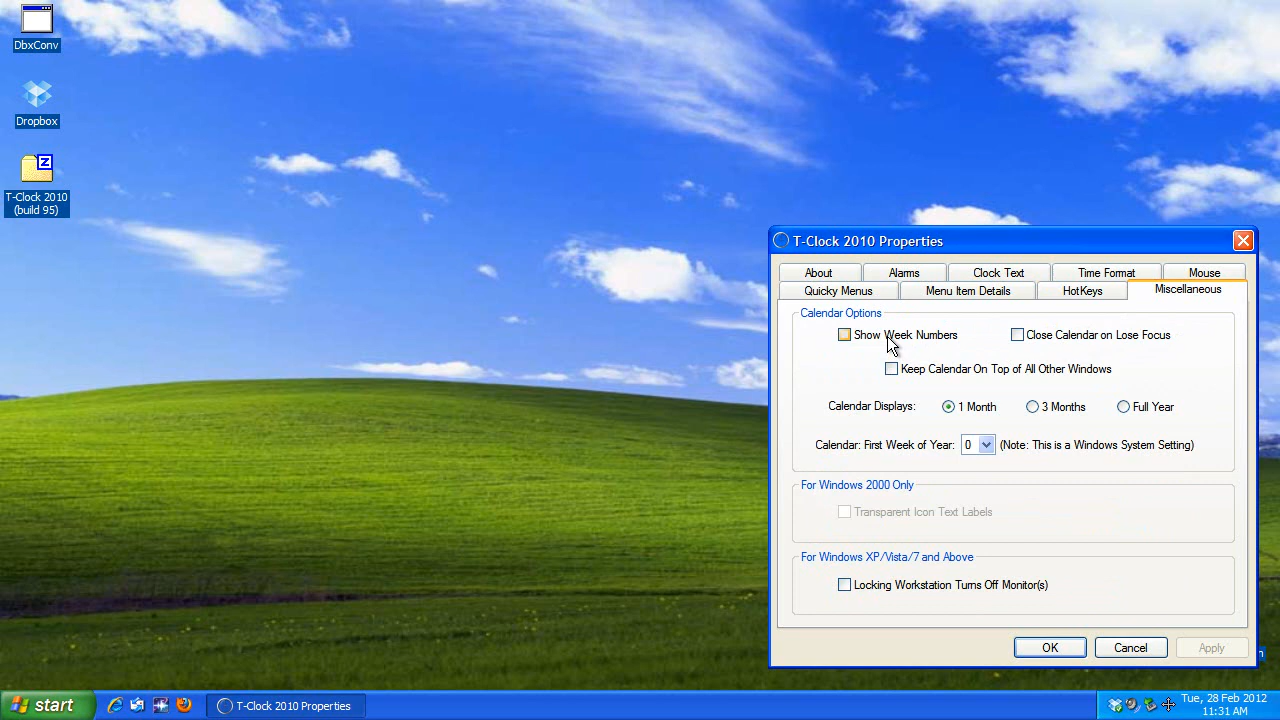 DbxConv
Dropbox
Z
T-Clock 2010
(build 95)
T-Clock 2010 Properties
About Alarms Clock Text Time Format Mouse
Quicky Menus Menu Item Details HotKeys Miscellaneous
Calendar Options
Show Week Numbers Close Calendar on Lose Focus
Keep Calendar On Top of All Other Windows
Calendar Displays: 1 Month 3 Months Full Year
Calendar: First Week of Year: 0 (Note: This is a Windows System Setting)
For Windows 2000 Only
Transparent Icon Text Labels
For Windows XP/Vista/7 and Above
Locking Workstation Turns Off Monitor(s)
OK Cancel Apply
start T-Clock 2010 Properties Tue, 28 Feb 2012
11:31 AM